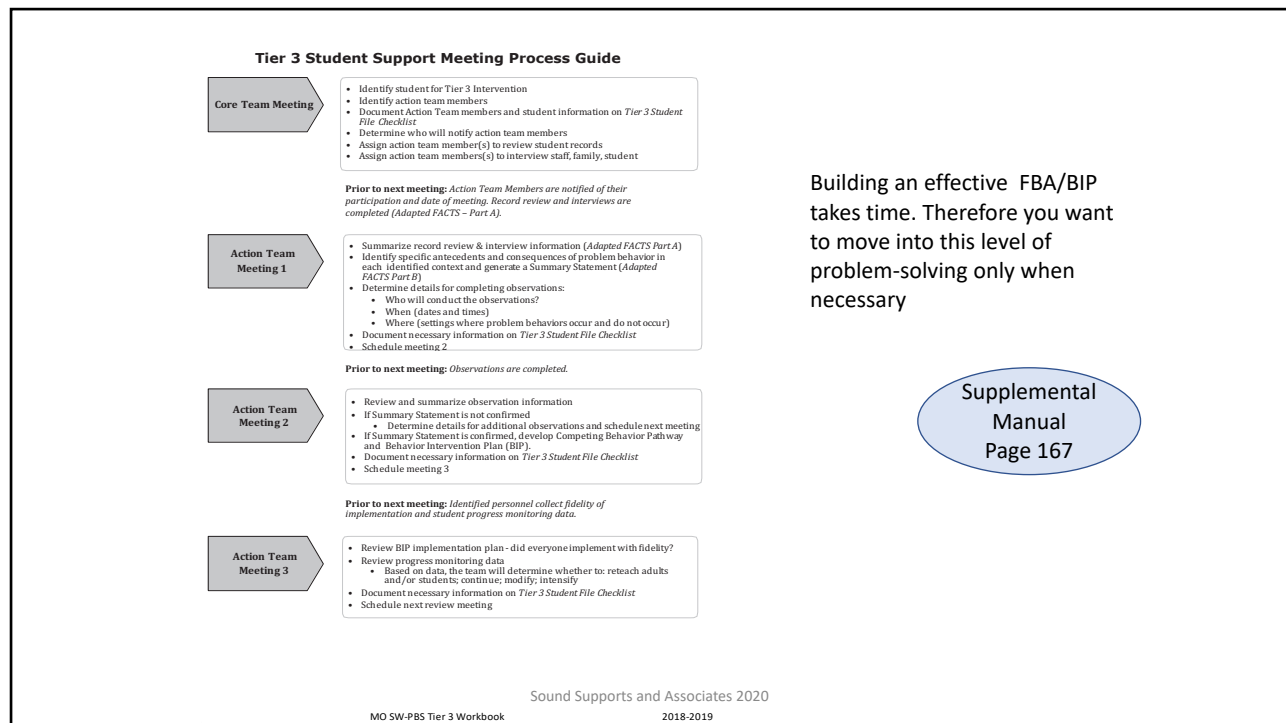 Tier 3 Student Support Meeting Process Guide
Core Team Meeting
• Identify student for Tier 3 Intervention
• Identify action team members
• Document Action Team members and student information on Tier 3 Student
File Checklist
• Determine who will notify action team members
• Assign action team member(s) to review student records
• Assign action team members(s) to interview staff, family, student
Prior to next meeting: Action Team Members are notified of their
participation and date of meeting. Record review and interviews are
completed (Adapted FACTS – Part A).
Action Team
Meeting 1
• Summarize record review & interview information (Adapted FACTS Part A)
• Identify specific antecedents and consequences of problem behavior in
each identified context and generate a Summary Statement (Adapted
FACTS Part B)
• Determine details for completing observations:
• Who will conduct the observations?
• When (dates and times)
• Where (settings where problem behaviors occur and do not occur)
• Document necessary information on Tier 3 Student File Checklist
• Schedule meeting 2
Prior to next meeting: Observations are completed.
Action Team
Meeting 2
• Review and summarize observation information
• If Summary Statement is not confirmed
• Determine details for additional observations and schedule next meeting
• If Summary Statement is confirmed, develop Competing Behavior Pathway
and Behavior Intervention Plan (BIP).
• Document necessary information on Tier 3 Student File Checklist
• Schedule meeting 3
Prior to next meeting: Identified personnel collect fidelity of
implementation and student progress monitoring data.
Action Team
Meeting 3
• Review BIP implementation plan - did everyone implement with fidelity?
• Review progress monitoring data
• Based on data, the team will determine whether to: reteach adults
and/or students; continue; modify; intensify
• Document necessary information on Tier 3 Student File Checklist
• Schedule next review meeting
Building an effective FBA/BIP
takes time. Therefore you want
to move into this level of
problem-solving only when
necessary
Supplemental
Manual
Page 167
Sound Supports and Associates 2020
MO SW-PBS Tier 3 Workbook 2018-2019